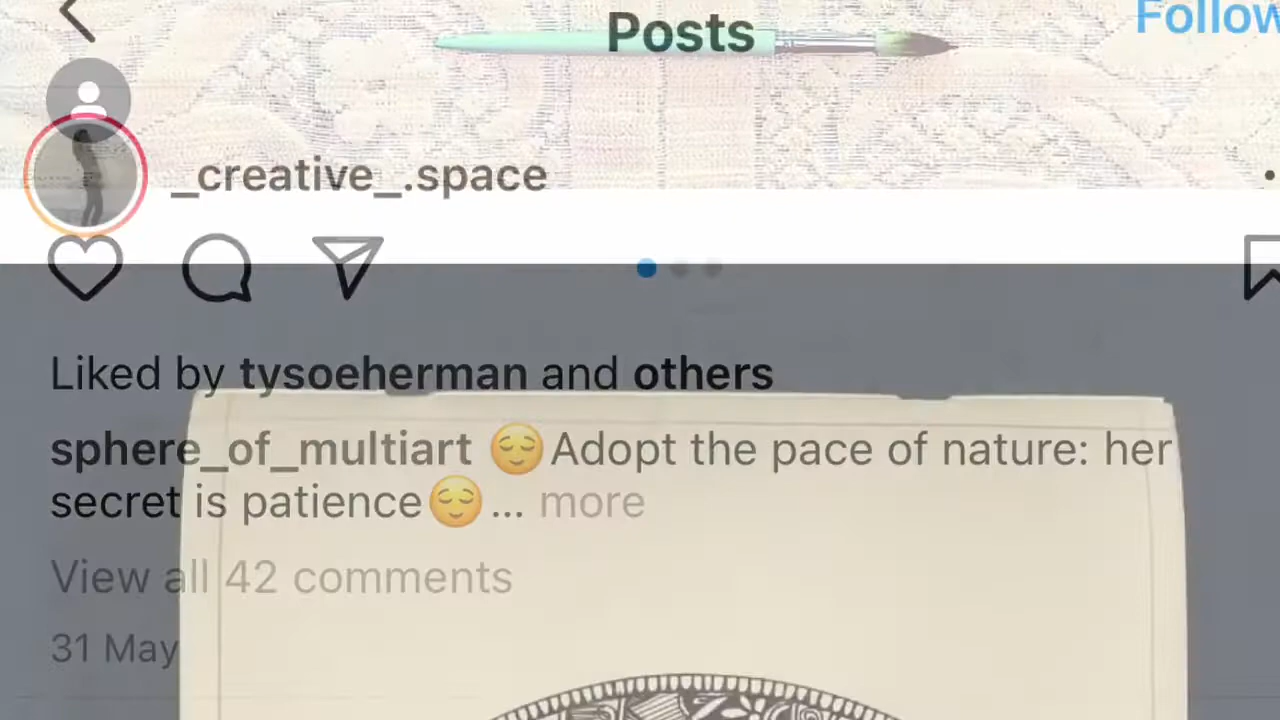 Posts
Follow
_creative_.space
Liked by tysoeherman and others
sphere_of_multiart 😌Adopt the pace of nature: her
secret is patience😌... more
View all 42 comments
31 May